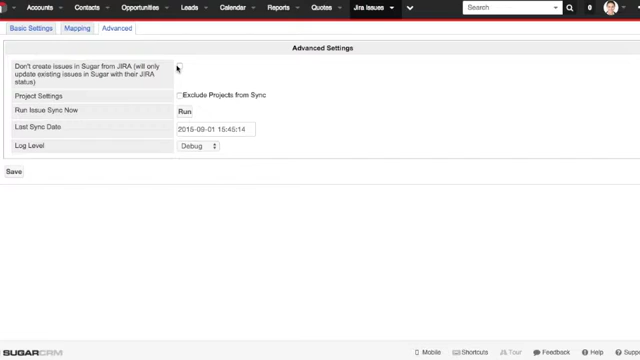 Accounts Contacts Opportunities Leads Calendar Reports Quotes Jira Issues Search 0
Basic Settings Mapping Advanced
Advanced Settings
Don't create issues in Sugar from JIRA (will only
update existing issues in Sugar with their JIRA
status)
Project Settings Exclude Projects from Sync
Run Issue Sync Now Run
Last Sync Date 2015-09-01 15:45:14
Log Level Debug
Save
SUGARCRM Mobile Shortcuts Tour Feedback Help Suppo